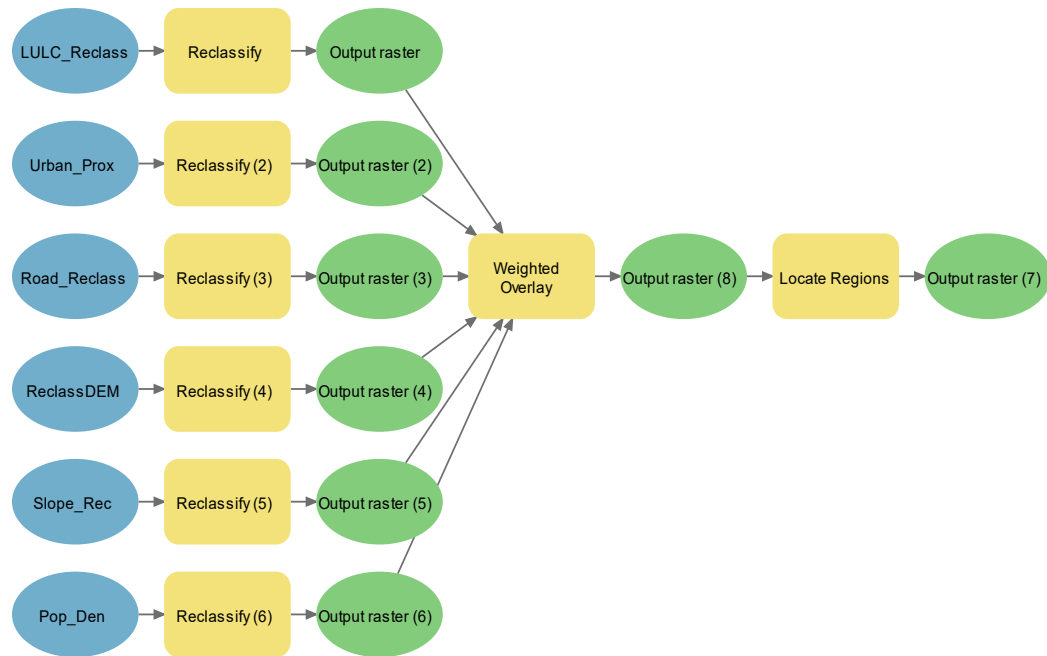 LULC_Reclass
Reclassify
Output raster
Urban_Prox
Reclassify (2)
Output raster (2)
Road_Reclass
Reclassify (3)
Output raster (3)
Weighted
Overlay
Output raster (8)
Locate Regions
Output raster (7)
ReclassDEM
Reclassify (4)
Output raster (4)
Slope_Rec
Reclassify (5)
Output raster (5)
Pop_Den
Reclassify (6)
Output raster (6)